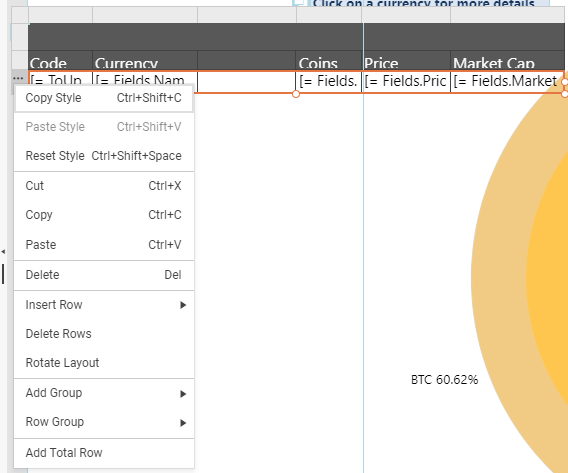 Click on a currency for more details
Code Currency Coins Price Market Cap
[= ToUp [= Fields.Nam [= Fields. [= Fields.Pric [= Fields.Market
Copy Style Ctrl+Shift+C
Paste Style Ctrl+Shift+V
Reset Style Ctrl+Shift+Space
Cut Ctrl+X
Copy Ctrl+C
Paste Ctrl+V
Delete Del
Insert Row
Delete Rows
Rotate Layout
Add Group
Row Group
Add Total Row
BTC 60.62%